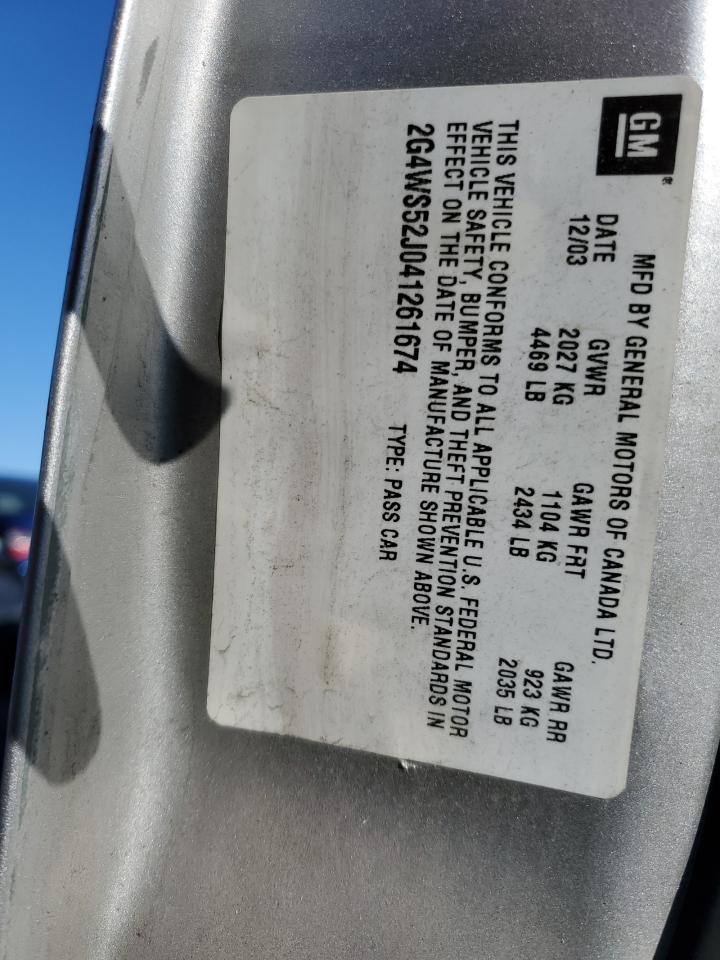 GM®
MFD BY GENERAL MOTORS OF CANADA LTD.
DATE GVWR GAWR FRT GAWR RR
12/03 2027 KG 1104 KG 923 KG
4469 LB 2434 LB 2035 LB
THIS VEHICLE CONFORMS TO ALL APPLICABLE U.S. FEDERAL MOTOR
VEHICLE SAFETY, BUMPER, AND THEFT PREVENTION STANDARDS IN
EFFECT ON THE DATE OF MANUFACTURE SHOWN ABOVE.
2G4WS52J041261674 TYPE: PASS CAR